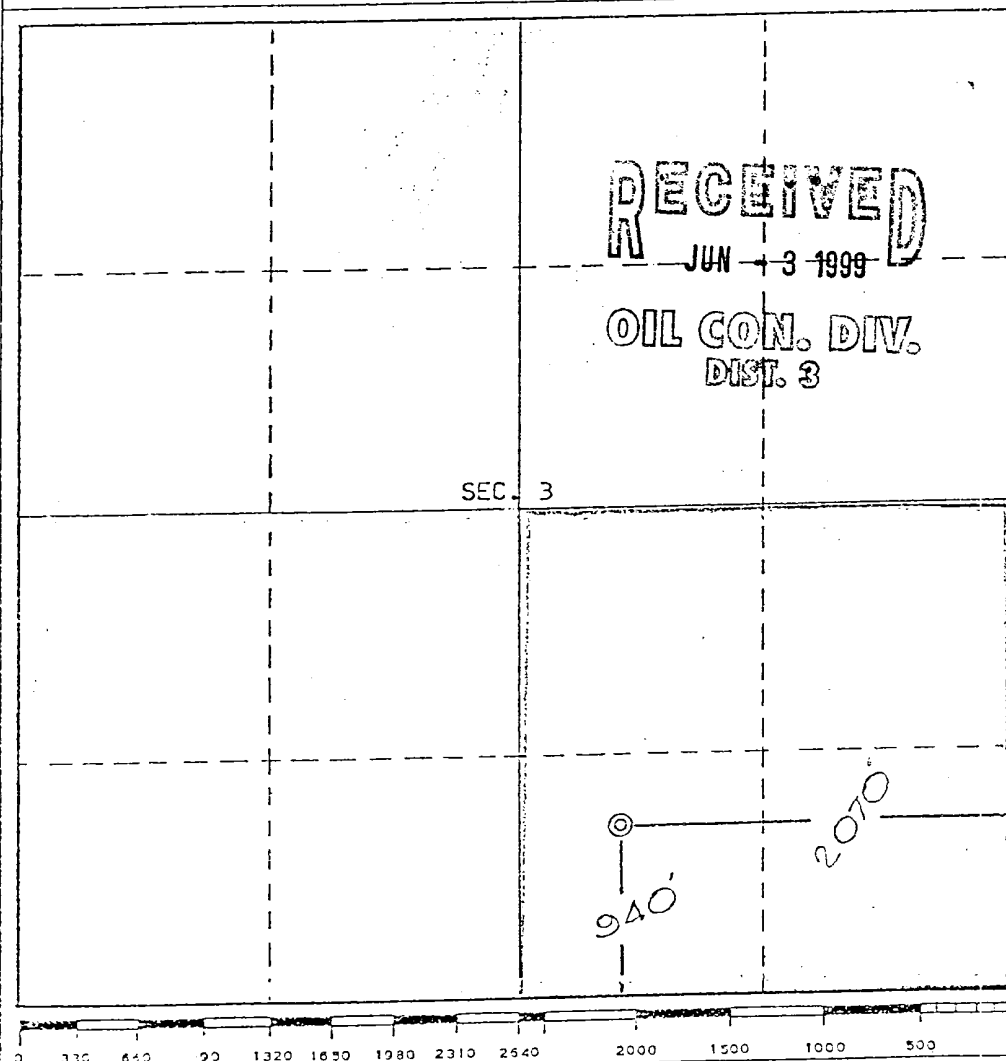 RECEIVED
JUN - 3 1999
OIL CON. DIV.
DIST. 3
SEC. 3
2070'
940'
0 330 660 90 1320 1650 1980 2310 2640 2000 1500 1000 500